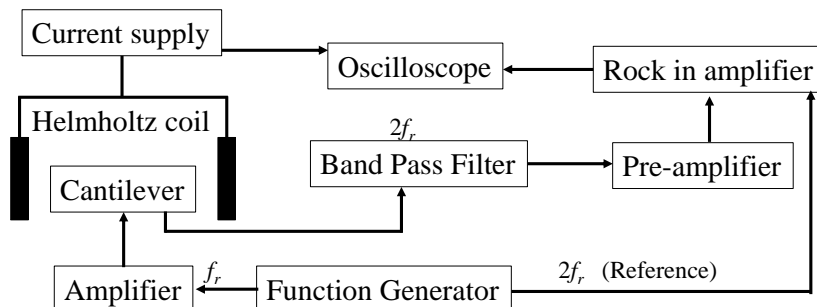 Current supply
Oscilloscope
Rock in amplifier
Helmholtz coil
2f_r
Band Pass Filter
Pre-amplifier
Cantilever
Amplifier
f_r
Function Generator
2f_r (Reference)